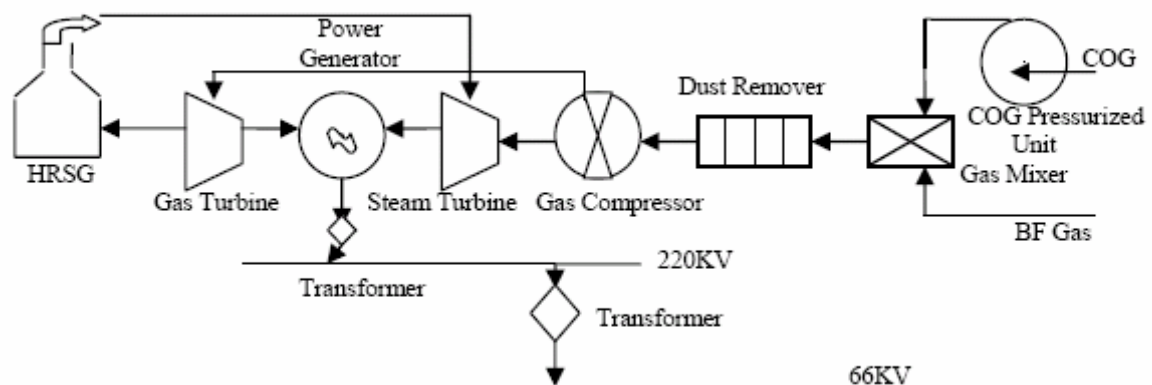 Power
Generator
COG
Dust Remover
COG Pressurized
Unit
HRSG
Gas Turbine
Steam Turbine
Gas Compressor
Gas Mixer
BF Gas
220KV
Transformer
Transformer
66KV